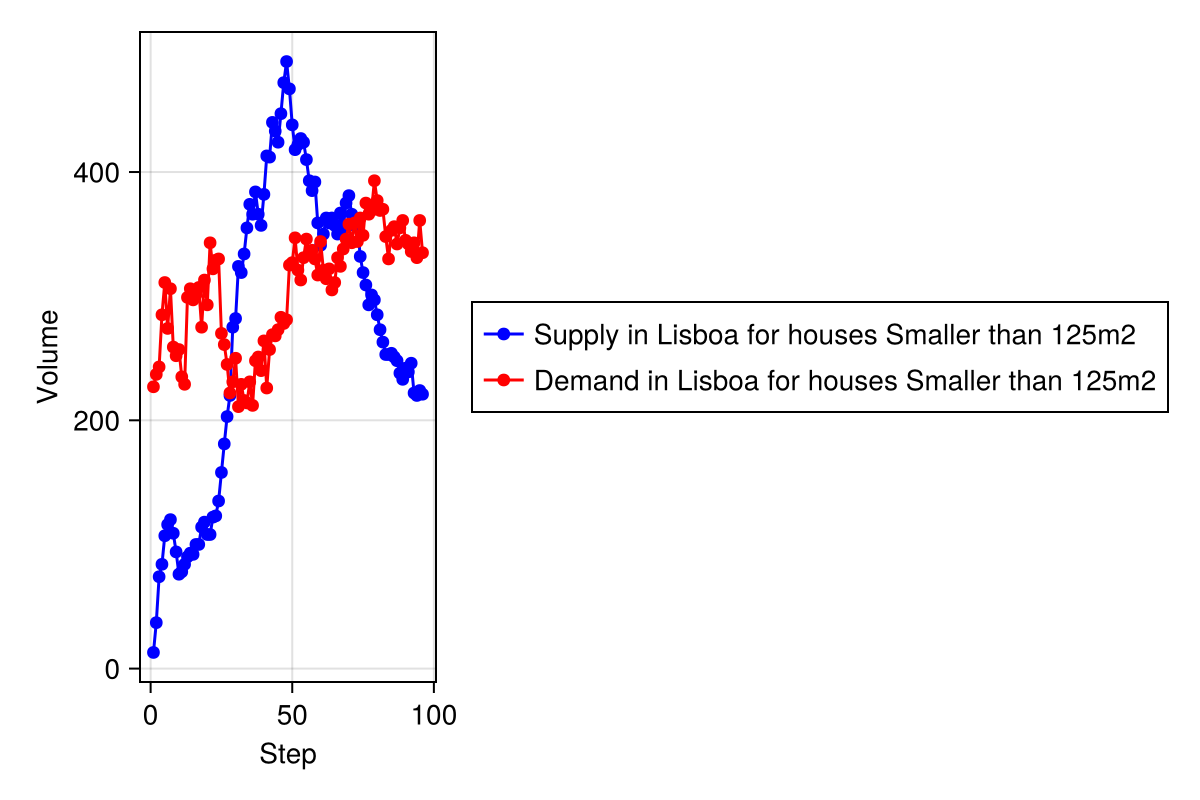 400
200
0
Volume
0
50
100
Step
Supply in Lisboa for houses Smaller than 125m2
Demand in Lisboa for houses Smaller than 125m2